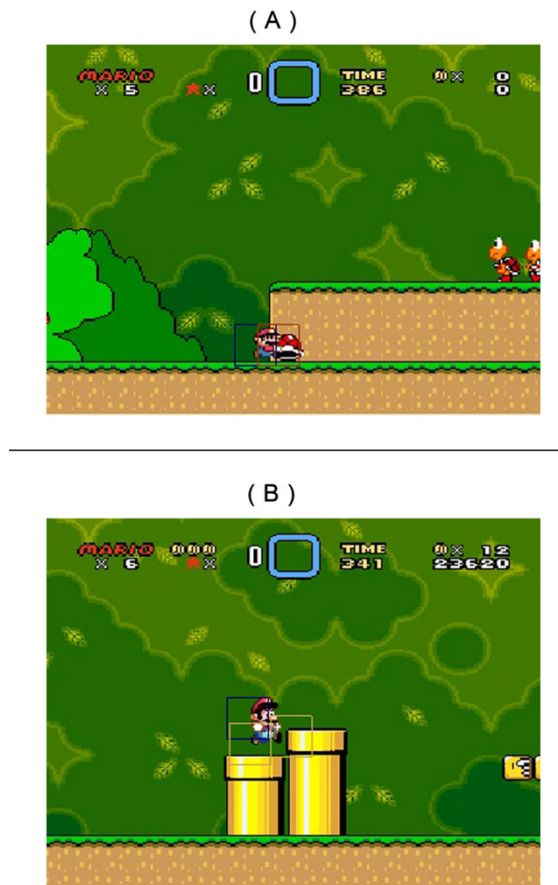 ( A )
MARIO 0 TIME x 0
x 5 x 386 0
( B )
MARIO 0 TIME x 12
x 6 x 341 23620